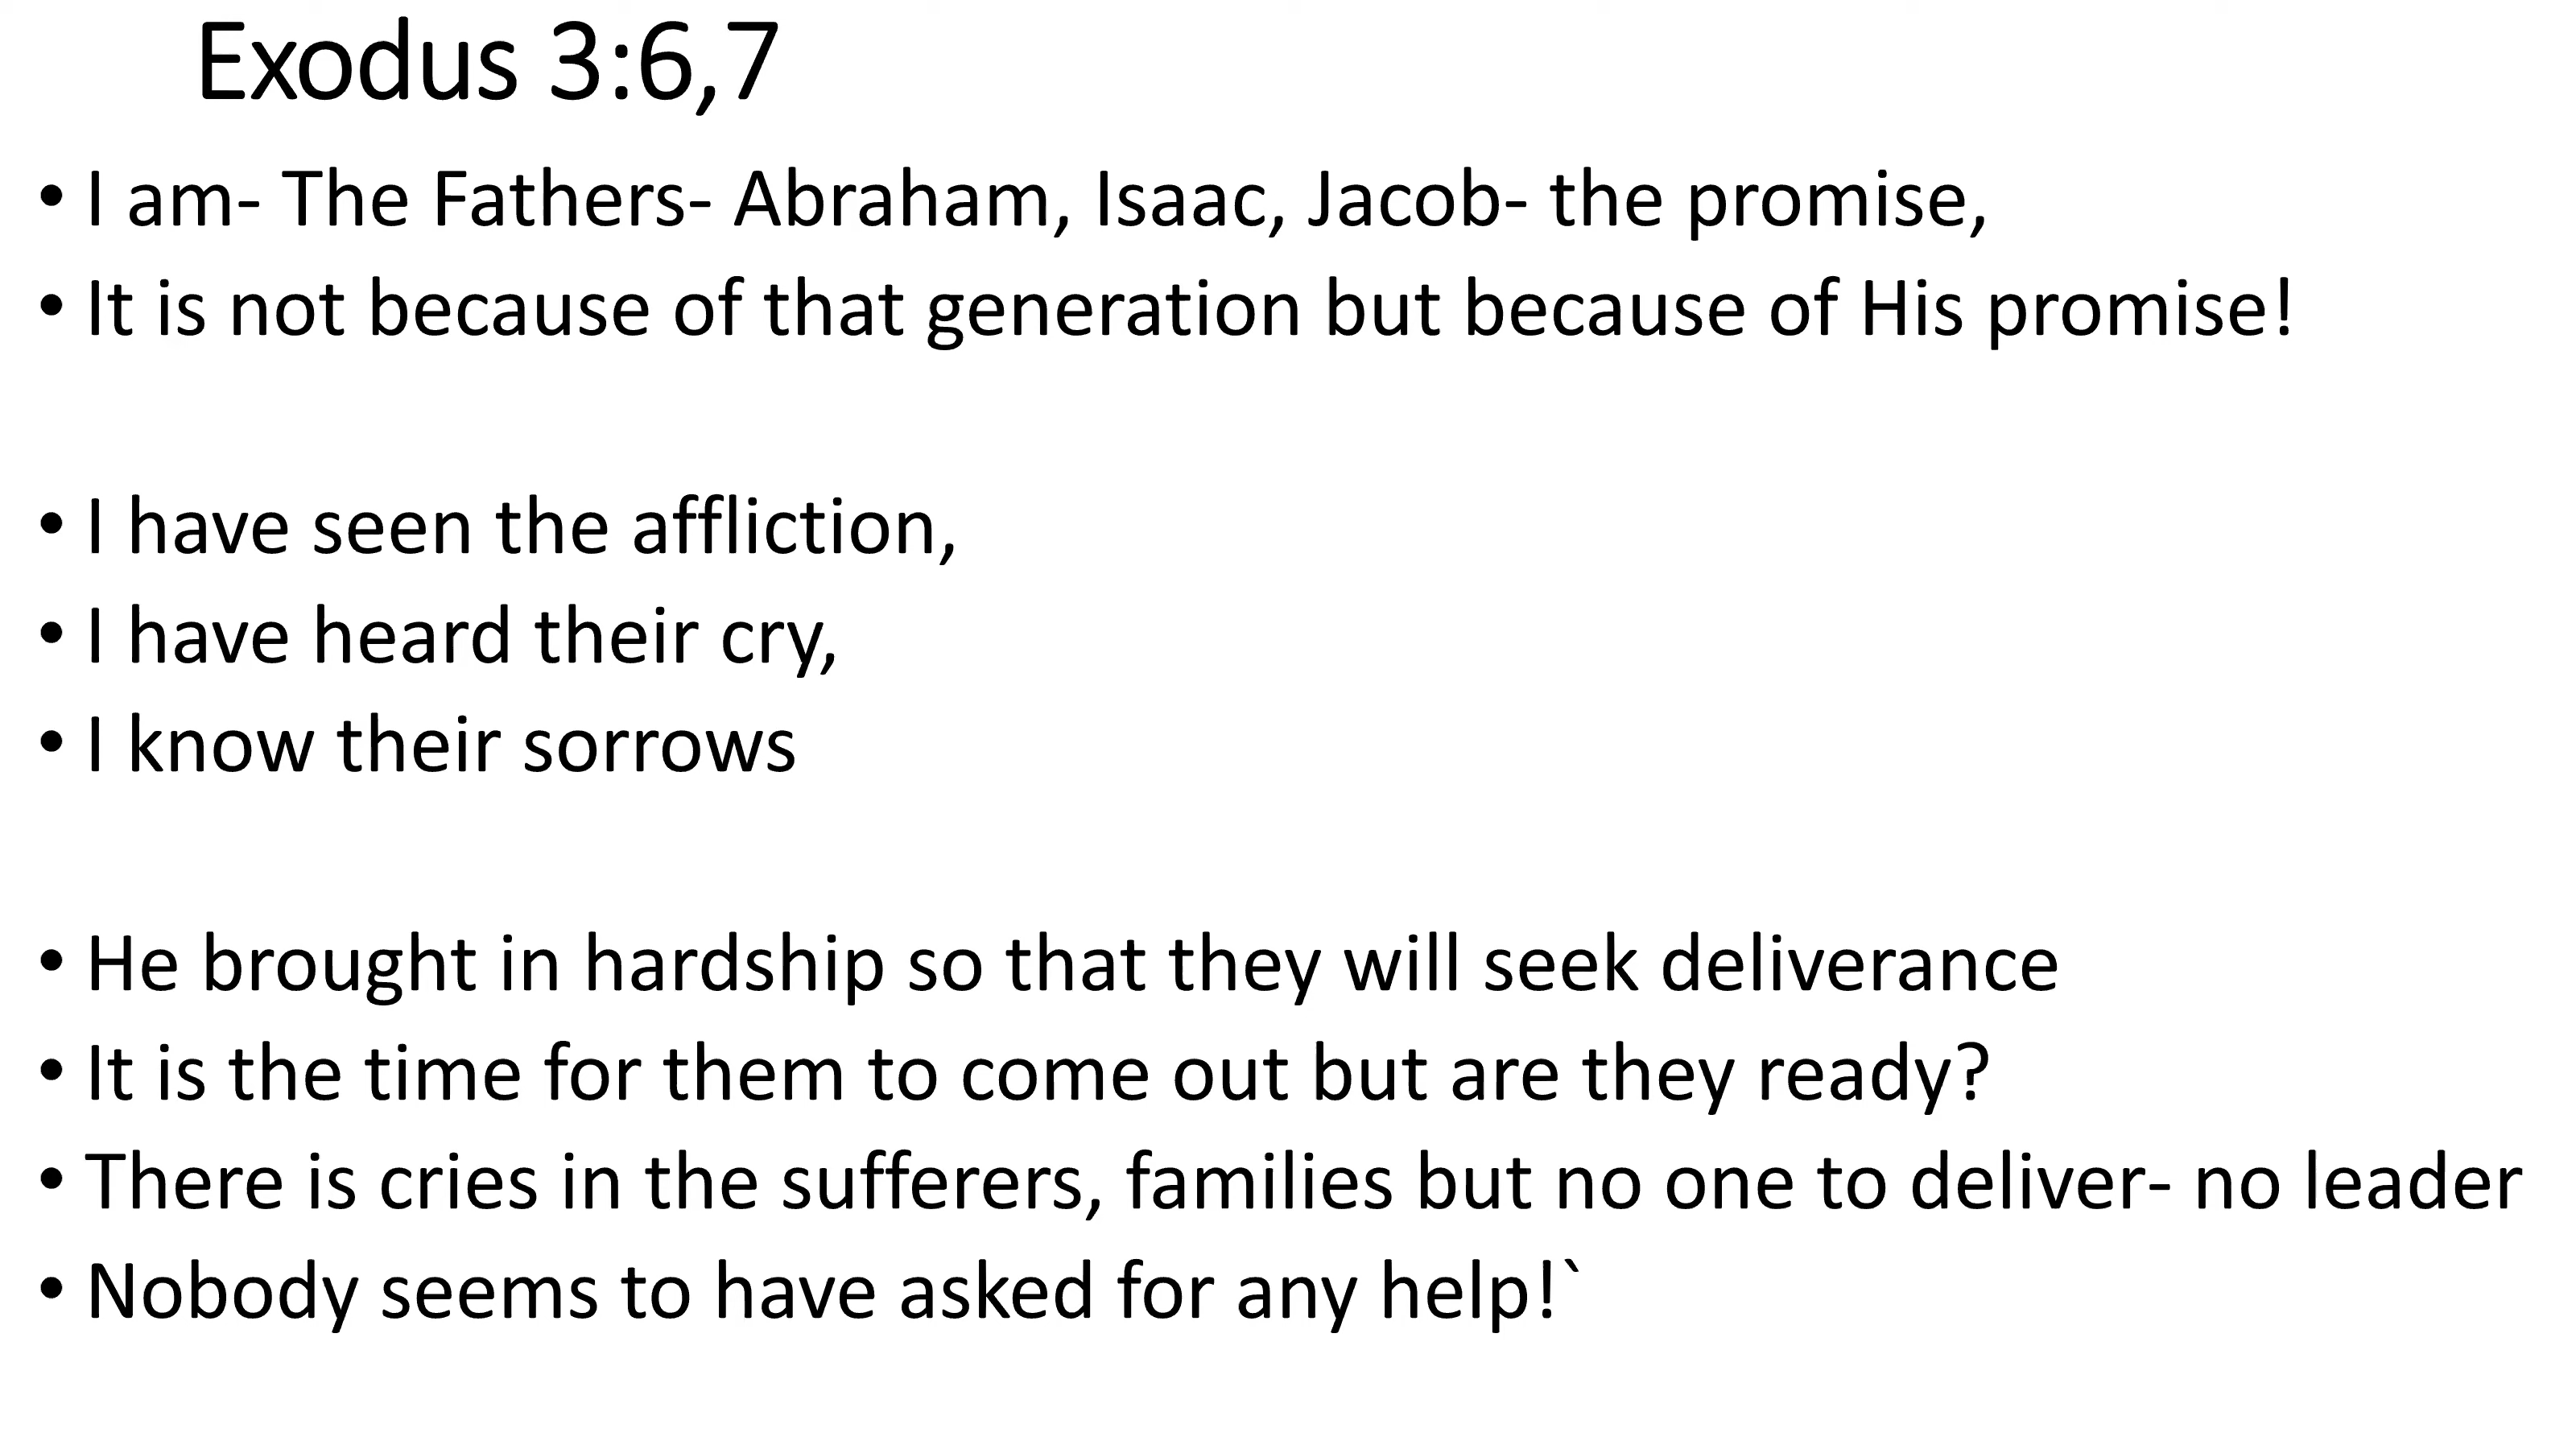 Exodus 3:6,7
• I am- The Fathers- Abraham, Isaac, Jacob- the promise,
• It is not because of that generation but because of His promise!
• I have seen the affliction,
• I have heard their cry,
• I know their sorrows
• He brought in hardship so that they will seek deliverance
• It is the time for them to come out but are they ready?
• There is cries in the sufferers, families but no one to deliver- no leader
• Nobody seems to have asked for any help!`